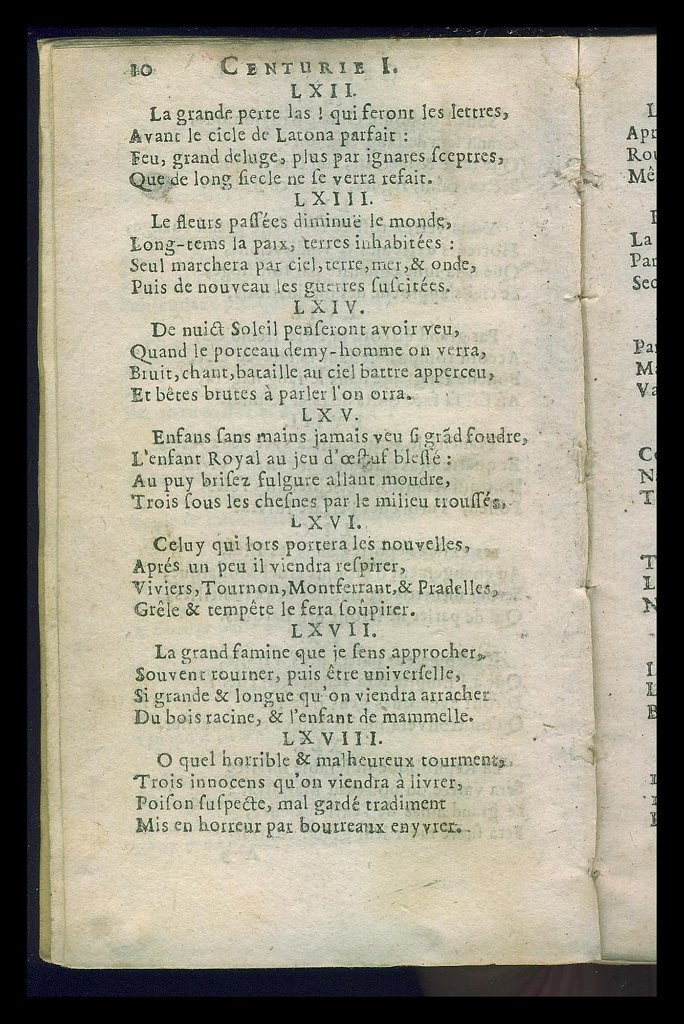 10 CENTURIE I.
LXII.
La grande perte las ! qui feront les lettres,
Avant le cicle de Latona parfait :
Feu, grand deluge, plus par ignares ſceptres,
Que de long ſiecle ne ſe verra refait.
LXIII.
Le fleurs paſſées diminuë le monde,
Long-tems la paix, terres inhabitées :
Seul marchera par ciel, terre, mer, & onde,
Puis de nouveau les guerres ſuſcitées.
LXIV.
De nuict Soleil penſeront avoir veu,
Quand le porceau demy-homme on verra,
Bruit, chant, bataille au ciel battre apperceu,
Et bêtes brutes à parler l'on orra.
LXV.
Enfans ſans mains jamais veu ſi grãd foudre,
L'enfant Royal au jeu d'œſtuf bleſſé :
Au puy briſez fulgure allant moudre,
Trois ſous les cheſnes par le milieu trouſſés,
LXVI.
Celuy qui lors portera les nouvelles,
Aprés un peu il viendra reſpirer,
Viviers, Tournon, Montferrant, & Pradelles,
Grêle & tempête le fera ſoûpirer.
LXVII.
La grand famine que je ſens approcher,
Souvent tourner, puis être univerſelle,
Si grande & longue qu'on viendra arracher
Du bois racine, & l'enfant de mammelle.
LXVIII.
O quel horrible & malheureux tourment,
Trois innocens qu'on viendra à livrer,
Poiſon ſuſpecte, mal gardé tradiment
Mis en horreur par bourreaux enyvrer.
La
Par